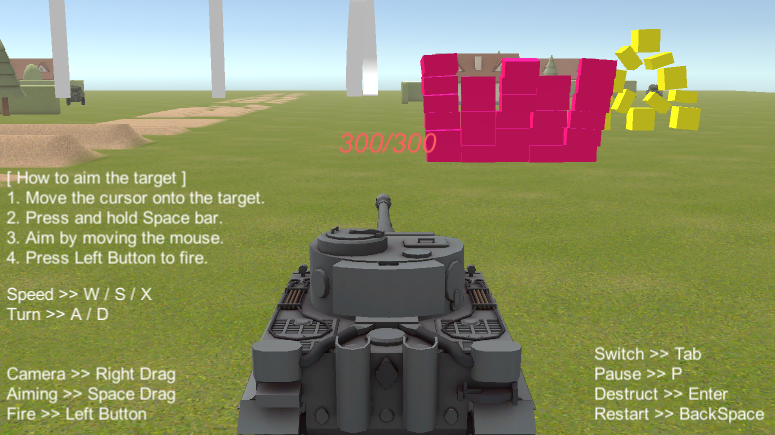 300/300
[ How to aim the target ]
1. Move the cursor onto the target.
2. Press and hold Space bar.
3. Aim by moving the mouse.
4. Press Left Button to fire.
Speed >> W / S / X
Turn >> A / D
Camera >> Right Drag
Aiming >> Space Drag
Fire >> Left Button
Switch >> Tab
Pause >> P
Destruct >> Enter
Restart >> BackSpace